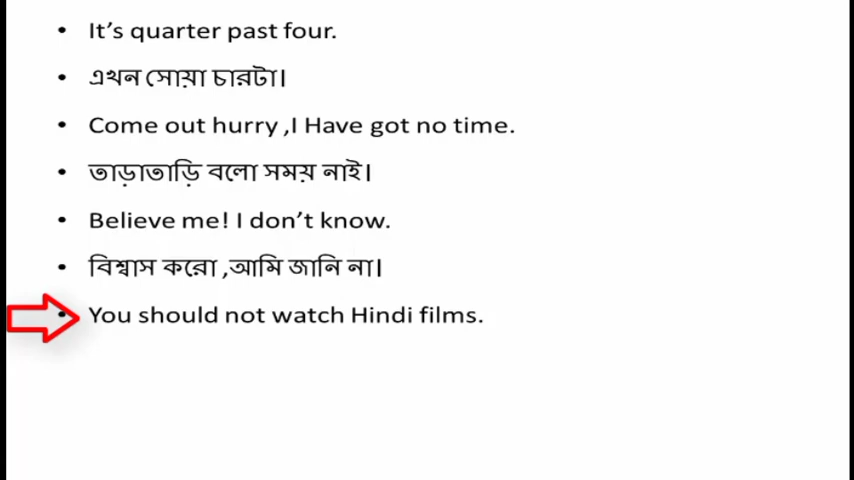 • It's quarter past four.
• এখন সোয়া চারটা।
• Come out hurry ,I Have got no time.
• তাড়াতাড়ি বলো সময় নাই।
• Believe me! I don't know.
• বিশ্বাস করো ,আমি জানি না।
• You should not watch Hindi films.